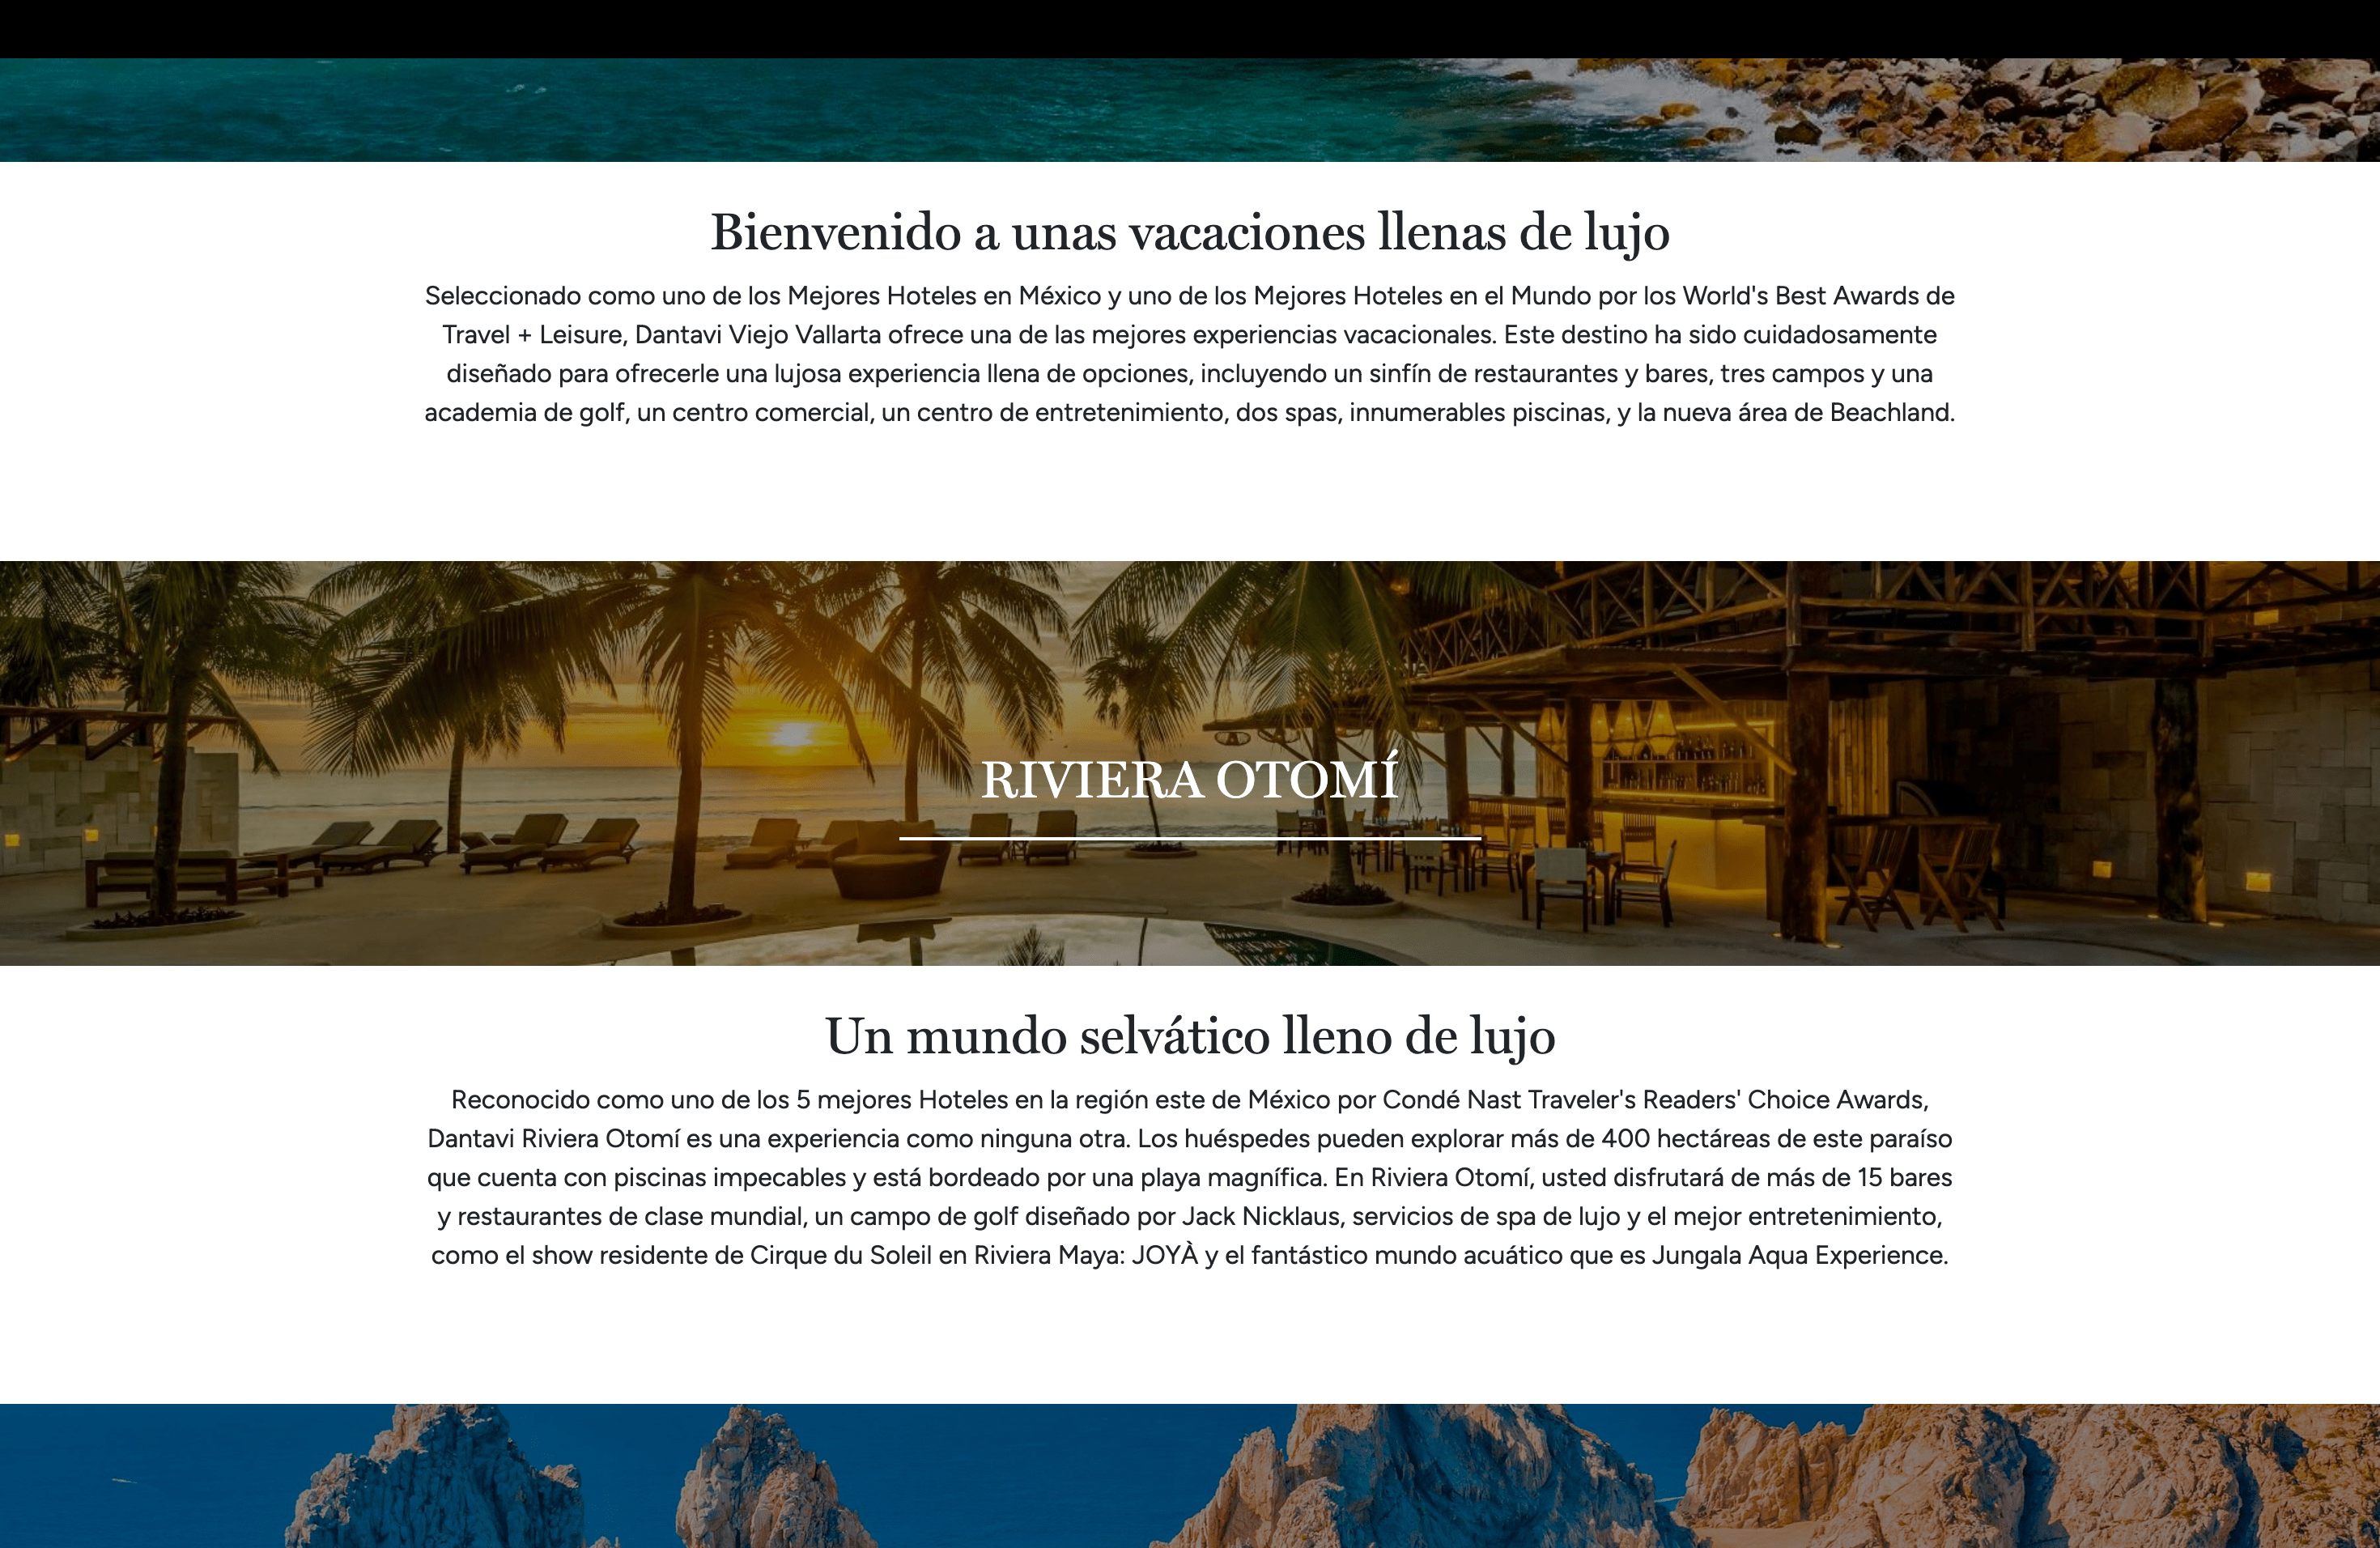 Bienvenido a unas vacaciones llenas de lujo
Seleccionado como uno de los Mejores Hoteles en México y uno de los Mejores Hoteles en el Mundo por los World's Best Awards de
Travel + Leisure, Dantavi Viejo Vallarta ofrece una de las mejores experiencias vacacionales. Este destino ha sido cuidadosamente
diseñado para ofrecerle una lujosa experiencia llena de opciones, incluyendo un sinfín de restaurantes y bares, tres campos y una
academia de golf, un centro comercial, un centro de entretenimiento, dos spas, innumerables piscinas, y la nueva área de Beachland.
RIVIERA OTOMÍ
Un mundo selvático lleno de lujo
Reconocido como uno de los 5 mejores Hoteles en la región este de México por Condé Nast Traveler's Readers' Choice Awards,
Dantavi Riviera Otomí es una experiencia como ninguna otra. Los huéspedes pueden explorar más de 400 hectáreas de este paraíso
que cuenta con piscinas impecables y está bordeado por una playa magnífica. En Riviera Otomí, usted disfrutará de más de 15 bares
y restaurantes de clase mundial, un campo de golf diseñado por Jack Nicklaus, servicios de spa de lujo y el mejor entretenimiento,
como el show residente de Cirque du Soleil en Riviera Maya: JOYÀ y el fantástico mundo acuático que es Jungala Aqua Experience.